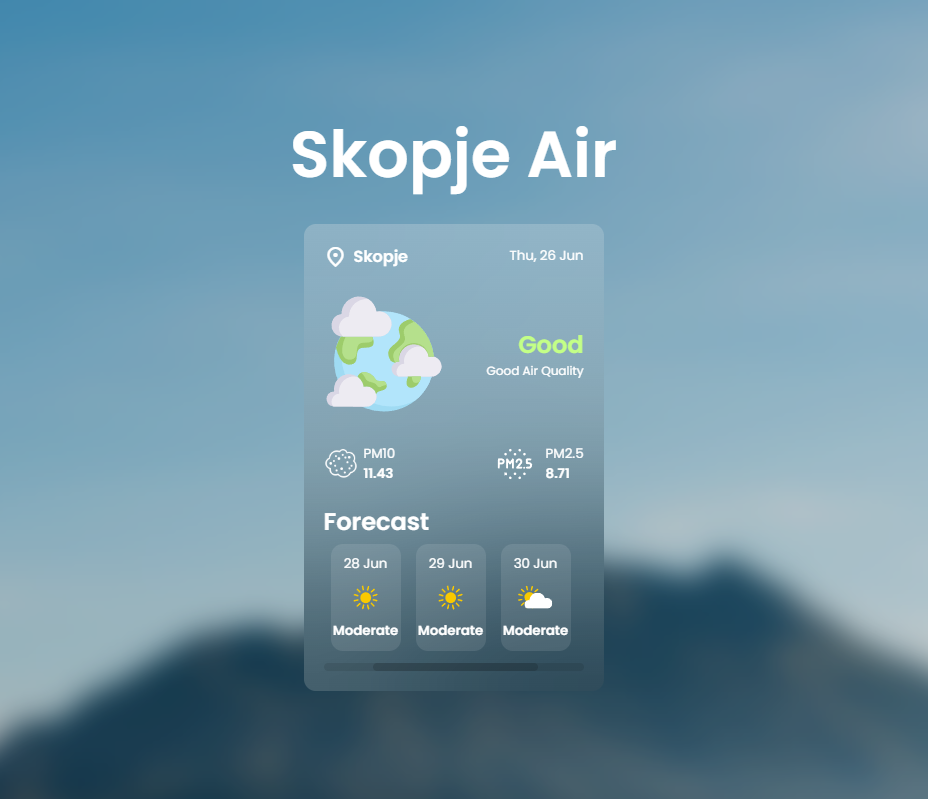 Skopje Air
Skopje
Thu, 26 Jun
Good
Good Air Quality
PM10
11.43
PM2.5
PM2.5
8.71
Forecast
28 Jun
29 Jun
30 Jun
Moderate
Moderate
Moderate